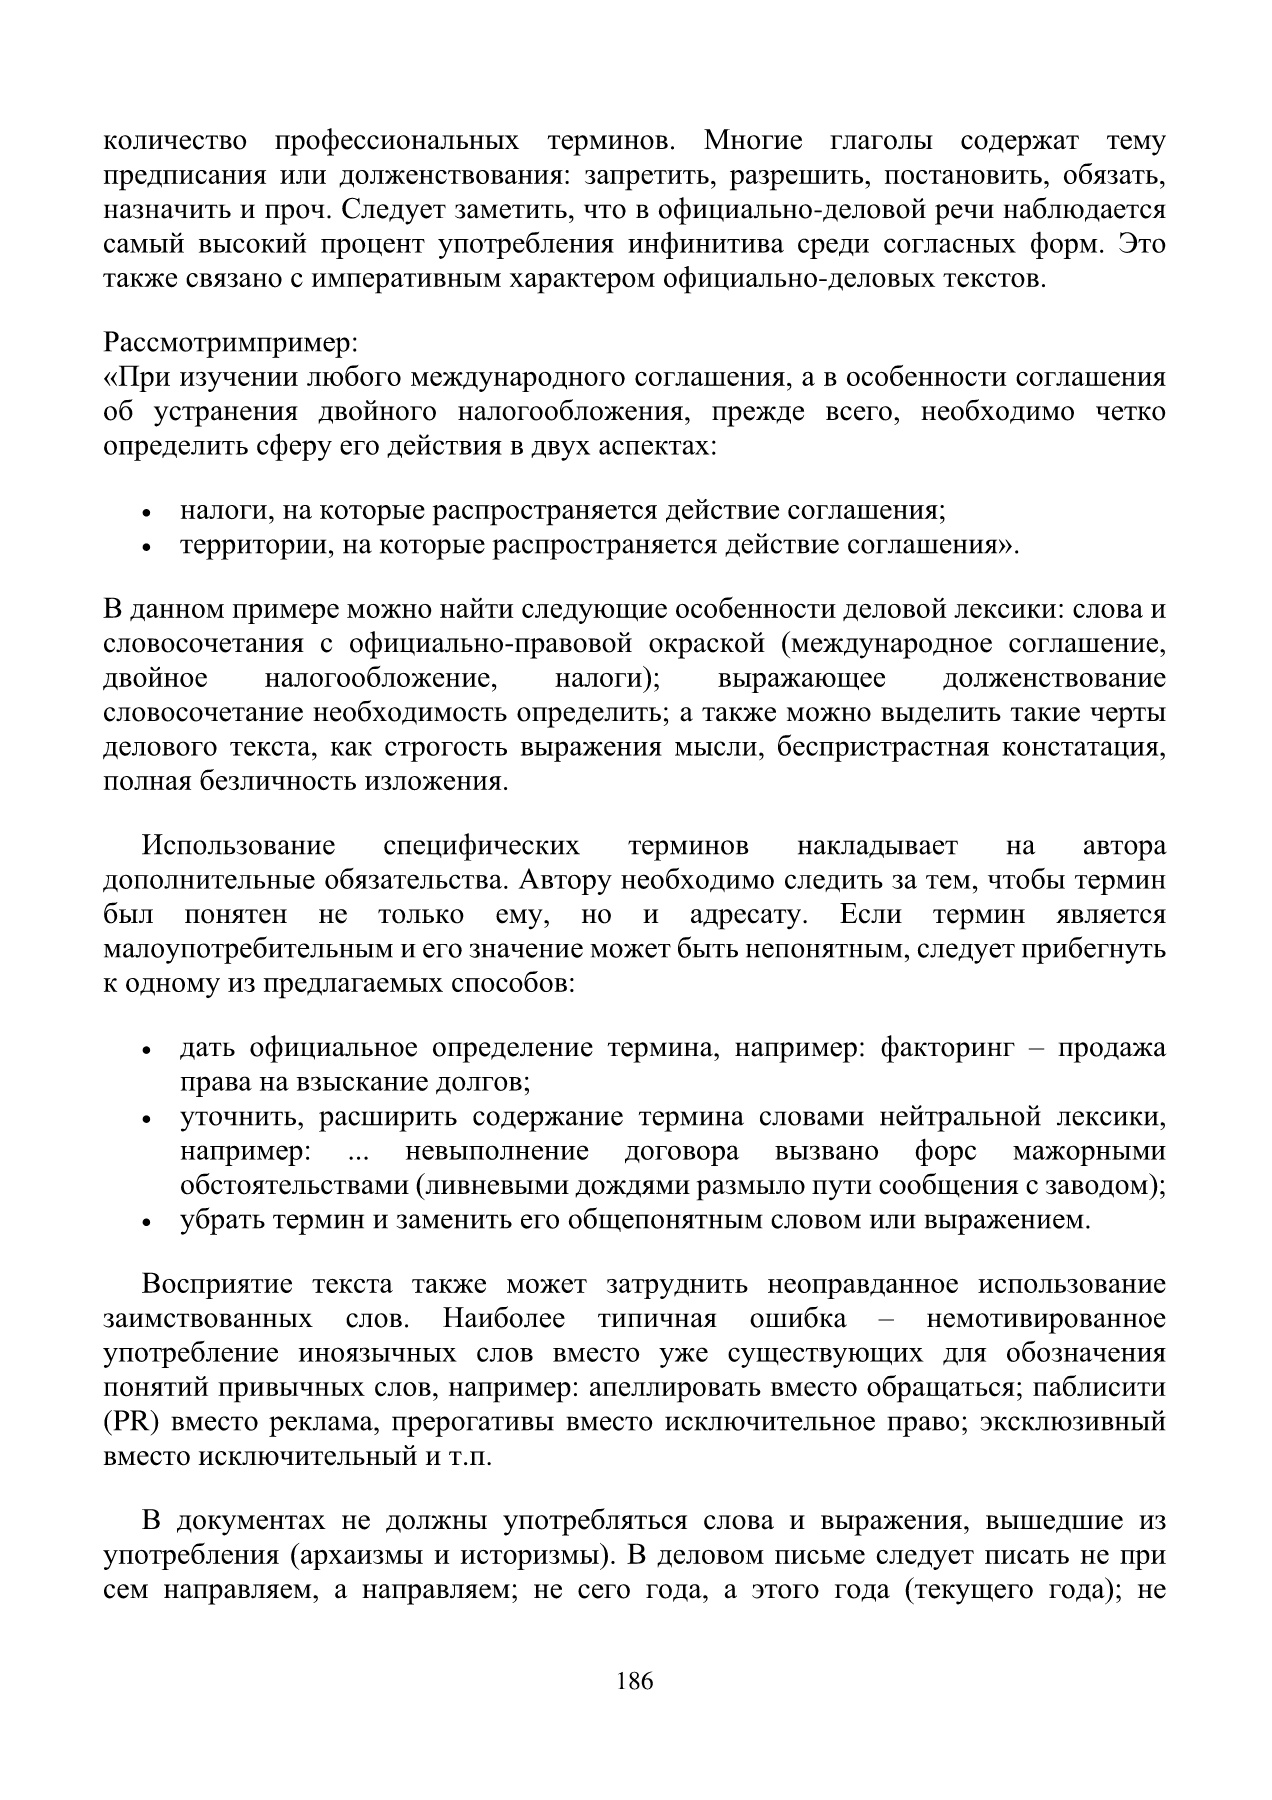 количество профессиональных терминов. Многие глаголы содержат тему
предписания или долженствования: запретить, разрешить, постановить, обязать,
назначить и проч. Следует заметить, что в официально-деловой речи наблюдается
самый высокий процент употребления инфинитива среди согласных форм. Это
также связано с императивным характером официально-деловых текстов.
Рассмотримпример:
«При изучении любого международного соглашения, а в особенности соглашения
об устранения двойного налогообложения, прежде всего, необходимо четко
определить сферу его действия в двух аспектах:
• налоги, на которые распространяется действие соглашения;
• территории, на которые распространяется действие соглашения».
В данном примере можно найти следующие особенности деловой лексики: слова и
словосочетания с официально-правовой окраской (международное соглашение,
двойное налогообложение, налоги); выражающее долженствование
словосочетание необходимость определить; а также можно выделить такие черты
делового текста, как строгость выражения мысли, беспристрастная констатация,
полная безличность изложения.
Использование специфических терминов накладывает на автора
дополнительные обязательства. Автору необходимо следить за тем, чтобы термин
был понятен не только ему, но и адресату. Если термин является
малоупотребительным и его значение может быть непонятным, следует прибегнуть
к одному из предлагаемых способов:
• дать официальное определение термина, например: факторинг – продажа
права на взыскание долгов;
• уточнить, расширить содержание термина словами нейтральной лексики,
например: ... невыполнение договора вызвано форс мажорными
обстоятельствами (ливневыми дождями размыло пути сообщения с заводом);
• убрать термин и заменить его общепонятным словом или выражением.
Восприятие текста также может затруднить неоправданное использование
заимствованных слов. Наиболее типичная ошибка – немотивированное
употребление иноязычных слов вместо уже существующих для обозначения
понятий привычных слов, например: апеллировать вместо обращаться; паблисити
(PR) вместо реклама, прерогативы вместо исключительное право; эксклюзивный
вместо исключительный и т.п.
В документах не должны употребляться слова и выражения, вышедшие из
употребления (архаизмы и историзмы). В деловом письме следует писать не при
сем направляем, а направляем; не сего года, а этого года (текущего года); не
186